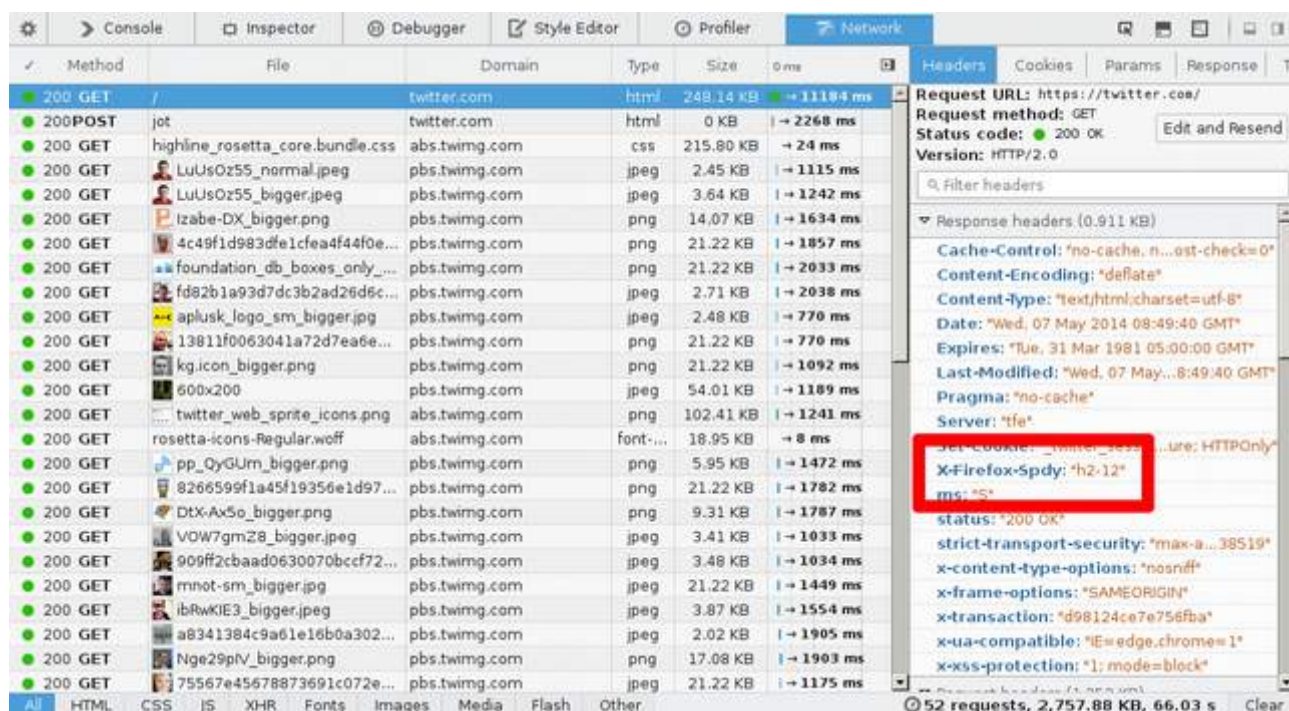 Console Inspector Debugger Style Editor Profiler Network
✓ Method File Domain Type Size 0 ms Headers Cookies Params Response
200 GET / twitter.com html 248.14 KB → 11184 ms
200 POST jot twitter.com html 0 KB → 2268 ms
200 GET highline_rosetta_core.bundle.css abs.twimg.com css 215.80 KB → 24 ms
200 GET LuUsOz55_normal.jpeg pbs.twimg.com jpeg 2.45 KB → 1115 ms
200 GET LuUsOz55_bigger.jpeg pbs.twimg.com jpeg 3.64 KB → 1242 ms
200 GET Izabe-DX_bigger.png pbs.twimg.com png 14.07 KB → 1634 ms
200 GET 4c49f1d983dfe1cfea4f44f0e... pbs.twimg.com png 21.22 KB → 1857 ms
200 GET foundation_db_boxes_only_... pbs.twimg.com png 21.22 KB → 2033 ms
200 GET fd82b1a93d7dc3b2ad26d6c... pbs.twimg.com jpeg 2.71 KB → 2038 ms
200 GET aplusk_logo_sm_bigger.jpg pbs.twimg.com jpeg 2.48 KB → 770 ms
200 GET 13811f0063041a72d7ea6e... pbs.twimg.com png 21.22 KB → 770 ms
200 GET kg.icon_bigger.png pbs.twimg.com png 21.22 KB → 1092 ms
200 GET 600x200 pbs.twimg.com jpeg 54.01 KB → 1189 ms
200 GET twitter_web_sprite_icons.png abs.twimg.com png 102.41 KB → 1241 ms
200 GET rosetta-icons-Regular.woff abs.twimg.com font-... 18.95 KB → 8 ms
200 GET pp_QyGUm_bigger.png pbs.twimg.com png 5.95 KB → 1472 ms
200 GET 8266599f1a45f19356e1d97... pbs.twimg.com png 21.22 KB → 1782 ms
200 GET DtX-Ax5o_bigger.png pbs.twimg.com png 9.31 KB → 1787 ms
200 GET VOW7gmZ8_bigger.jpeg pbs.twimg.com jpeg 3.41 KB → 1033 ms
200 GET 909ff2cbaad0630070bccf72... pbs.twimg.com jpeg 3.48 KB → 1034 ms
200 GET mnot-sm_bigger.jpg pbs.twimg.com jpeg 21.22 KB → 1449 ms
200 GET ibRwKIE3_bigger.jpeg pbs.twimg.com jpeg 3.87 KB → 1554 ms
200 GET a8341384c9a61e16b0a302... pbs.twimg.com jpeg 2.02 KB → 1905 ms
200 GET Nge29pIV_bigger.png pbs.twimg.com png 17.08 KB → 1903 ms
200 GET 75567e45678873691c072e... pbs.twimg.com jpeg 21.22 KB → 1175 ms
Request URL: https://twitter.com/
Request method: GET
Status code: 200 OK
Edit and Resend
Version: HTTP/2.0
Filter headers
Response headers (0.911 KB)
Cache-Control: "no-cache, n...ost-check=0"
Content-Encoding: "deflate"
Content-Type: "text/html;charset=utf-8"
Date: "Wed, 07 May 2014 08:49:40 GMT"
Expires: "Tue, 31 Mar 1981 05:00:00 GMT"
Last-Modified: "Wed, 07 May...8:49:40 GMT"
Pragma: "no-cache"
Server: "tfe"
Set-Cookie: "_twitter_sess...ure; HTTPOnly"
X-Firefox-Spdy: "h2-12"
ms: "S"
status: "200 OK"
strict-transport-security: "max-a...38519"
x-content-type-options: "nosniff"
x-frame-options: "SAMEORIGIN"
x-transaction: "d98124ce7e756fba"
x-ua-compatible: "IE=edge,chrome=1"
x-xss-protection: "1; mode=block"
All HTML CSS JS XHR Fonts Images Media Flash Other 52 requests, 2,757.88 KB, 66.03 s Clear